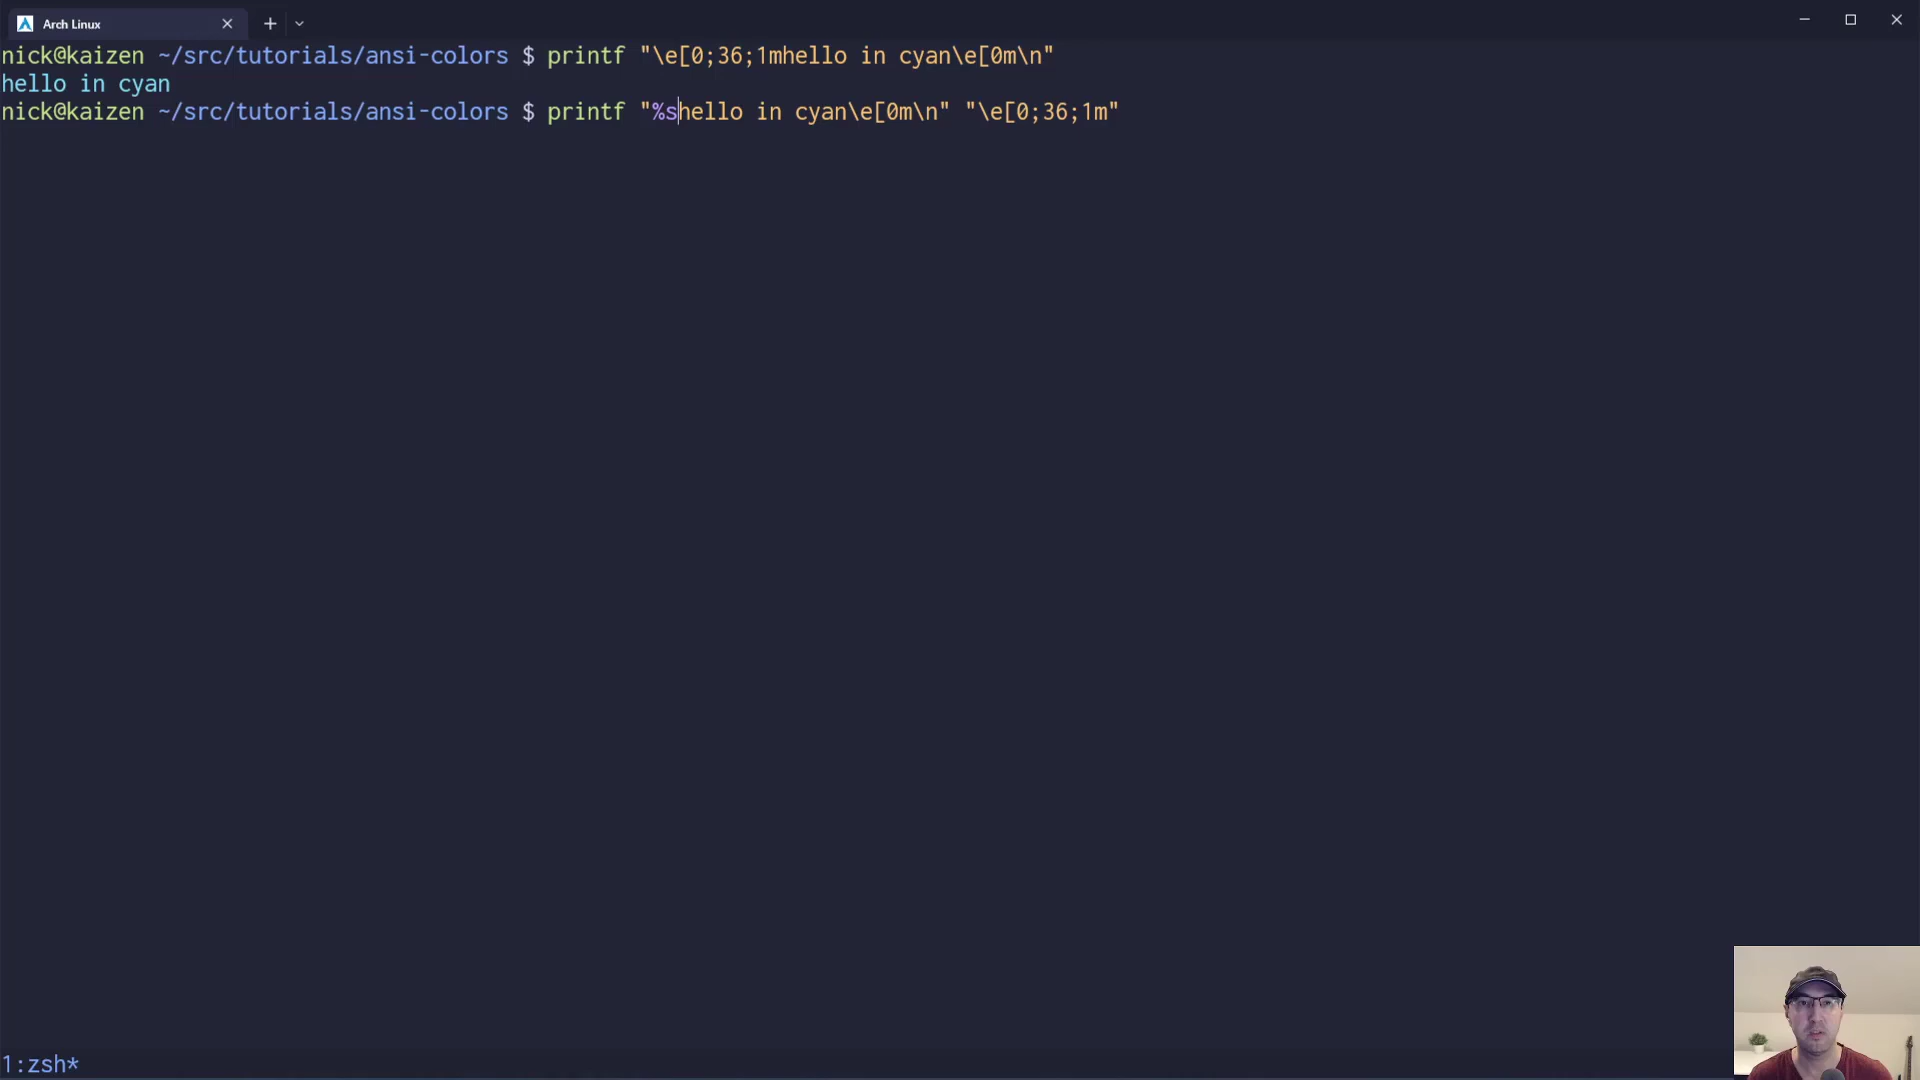 Arch Linux
nick@kaizen ~/src/tutorials/ansi-colors $ printf "\e[0;36;1mhello in cyan\e[0m\n"
hello in cyan
nick@kaizen ~/src/tutorials/ansi-colors $ printf "%shello in cyan\e[0m\n" "\e[0;36;1m"
1:zsh*